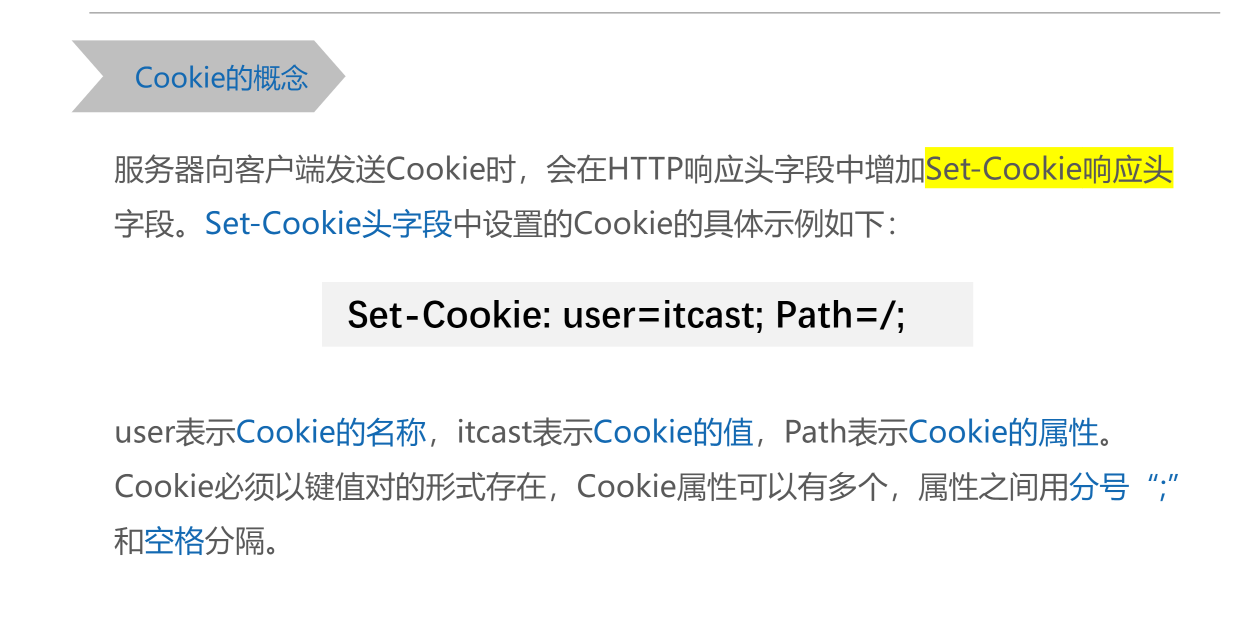 Cookie的概念
服务器向客户端发送Cookie时，会在HTTP响应头字段中增加Set-Cookie响应头
字段。Set-Cookie头字段中设置的Cookie的具体示例如下：
Set-Cookie: user=itcast; Path=/;
user表示Cookie的名称，itcast表示Cookie的值，Path表示Cookie的属性。
Cookie必须以键值对的形式存在，Cookie属性可以有多个，属性之间用分号“;”
和空格分隔。